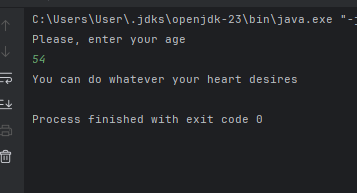 C:\Users\User\.jdks\openjdk-23\bin\java.exe "-j
Please, enter your age
54
You can do whatever your heart desires
Process finished with exit code 0